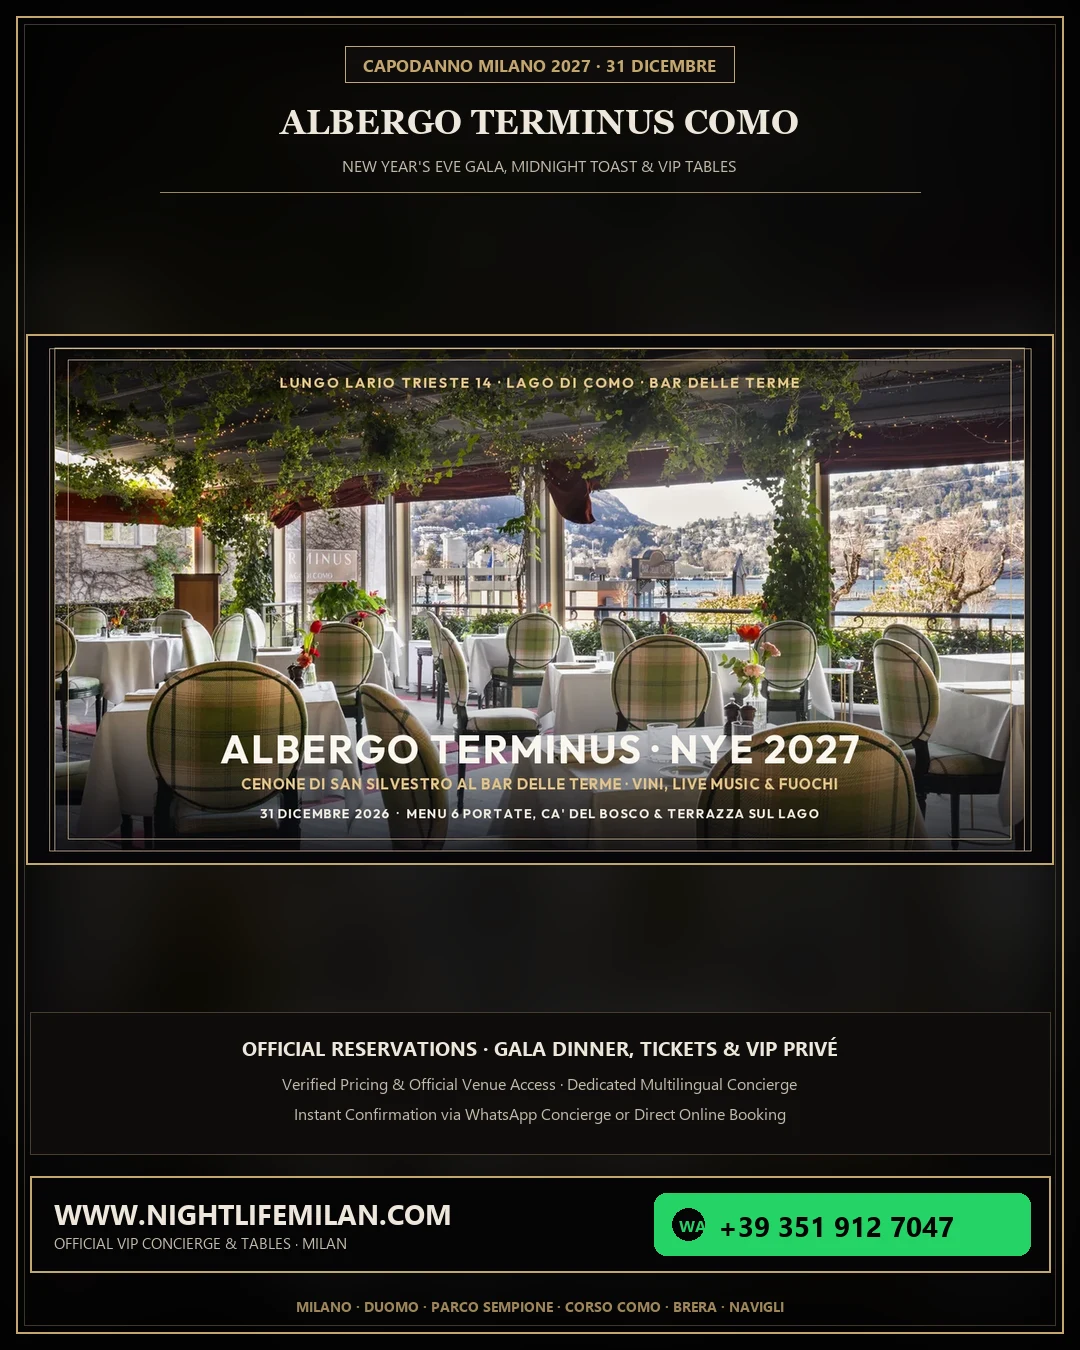 CAPODANNO MILANO 2027 · 31 DICEMBRE
ALBERGO TERMINUS COMO
NEW YEAR'S EVE GALA, MIDNIGHT TOAST & VIP TABLES
LUNGO LARIO TRIESTE 14 · LAGO DI COMO · BAR DELLE TERME
RMINUS
ALBERGO TERMINUS · NYE 2027
CENONE DI SAN SILVESTRO AL BAR DELLE TERME · VINI, LIVE MUSIC & FUOCHI
31 DICEMBRE 2026 · MENU 6 PORTATE, CA' DEL BOSCO & TERRAZZA SUL LAGO
OFFICIAL RESERVATIONS · GALA DINNER, TICKETS & VIP PRIVÉ
Verified Pricing & Official Venue Access · Dedicated Multilingual Concierge
Instant Confirmation via WhatsApp Concierge or Direct Online Booking
WWW.NIGHTLIFEMILAN.COM
OFFICIAL VIP CONCIERGE & TABLES · MILAN
WA +39 351 912 7047
MILANO · DUOMO · PARCO SEMPIONE · CORSO COMO · BRERA · NAVIGLI